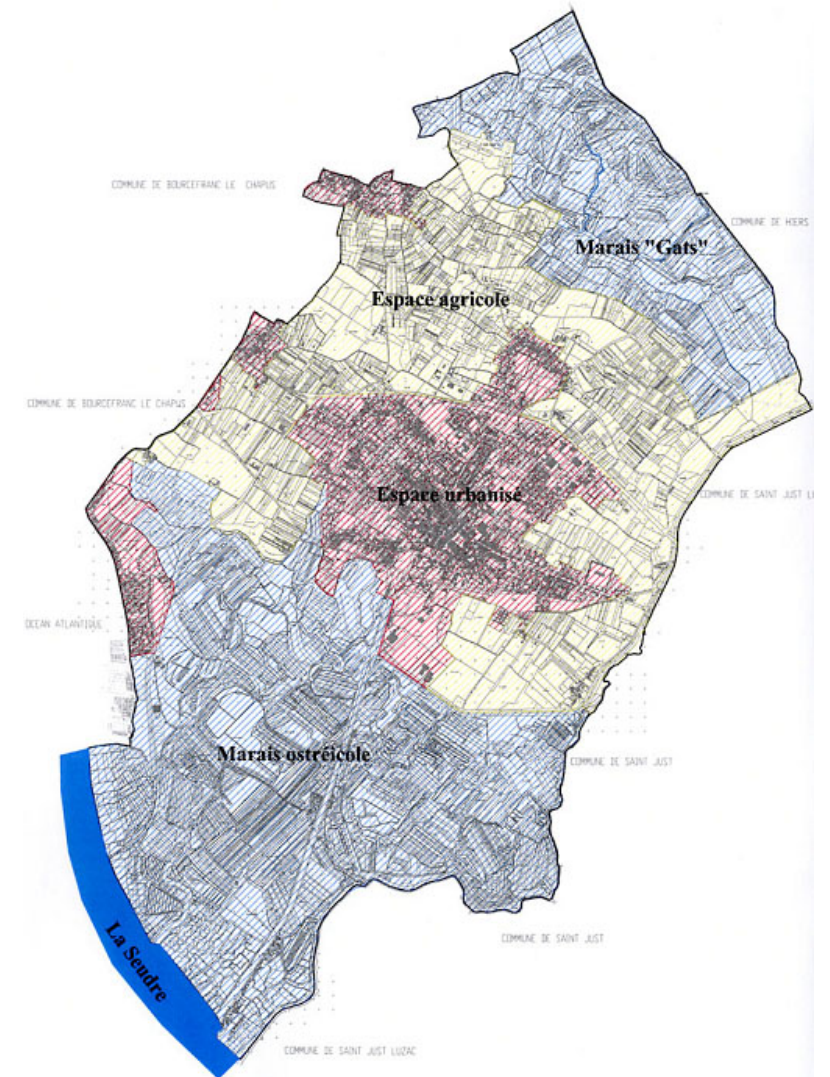 COMMUNE DE BOURCEFRANC LE CHAPUS
COMMUNE DE HIERS
Marais "Gats"
Espace agricole
COMMUNE DE BOURCEFRANC LE CHAPUS
Espace urbanisé
COMMUNE DE SAINT JUST
OCEAN ATLANTIQUE
Marais ostréicole
COMMUNE DE SAINT JUST
La Seudre
COMMUNE DE SAINT JUST
COMMUNE DE SAINT JUST LUZAC